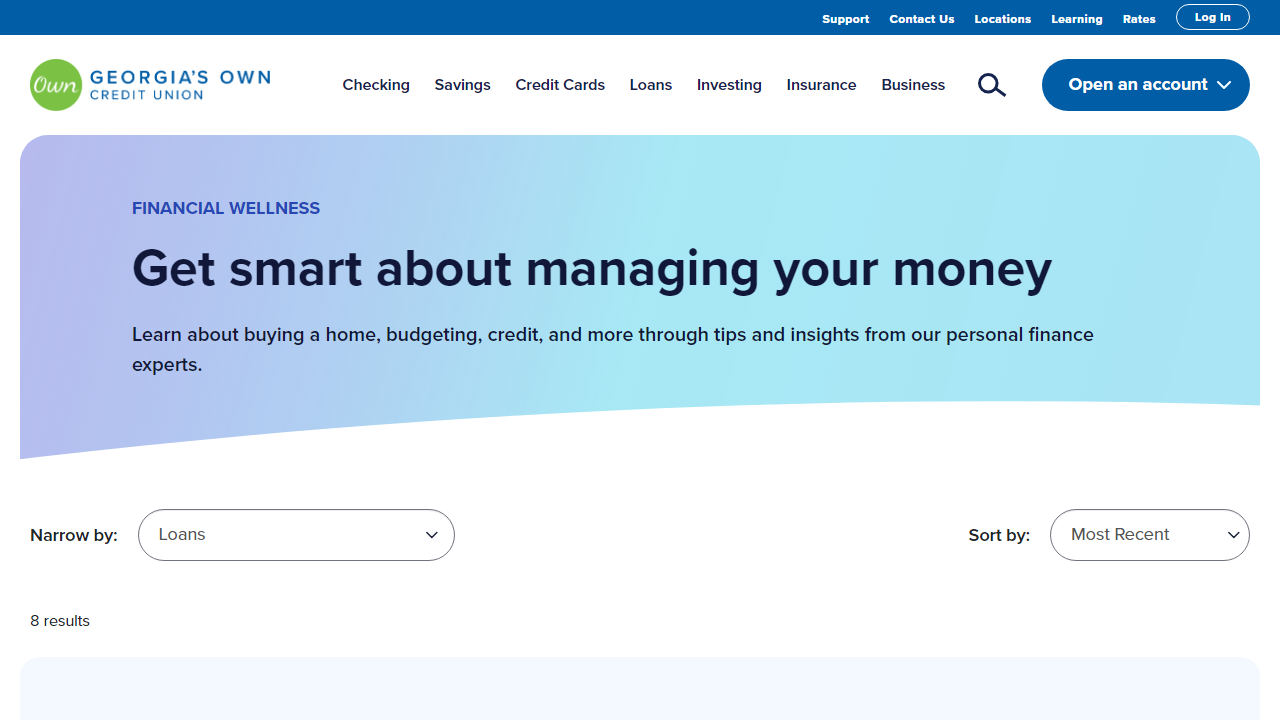 Support Contact Us Locations Learning Rates Log In
Own GEORGIA'S OWN
CREDIT UNION
Checking Savings Credit Cards Loans Investing Insurance Business Open an account
FINANCIAL WELLNESS
Get smart about managing your money
Learn about buying a home, budgeting, credit, and more through tips and insights from our personal finance
experts.
Narrow by: Loans Sort by: Most Recent
8 results